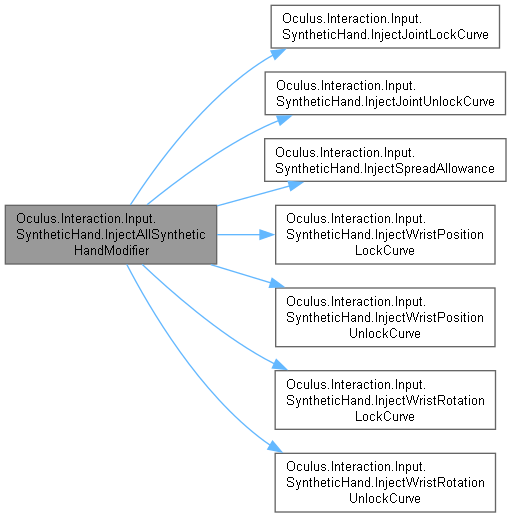 Oculus.Interaction.Input.
SyntheticHand.InjectJointLockCurve
Oculus.Interaction.Input.
SyntheticHand.InjectJointUnlockCurve
Oculus.Interaction.Input.
SyntheticHand.InjectSpreadAllowance
Oculus.Interaction.Input.
SyntheticHand.InjectAllSynthetic
HandModifier
Oculus.Interaction.Input.
SyntheticHand.InjectWristPosition
LockCurve
Oculus.Interaction.Input.
SyntheticHand.InjectWristPosition
UnlockCurve
Oculus.Interaction.Input.
SyntheticHand.InjectWristRotation
LockCurve
Oculus.Interaction.Input.
SyntheticHand.InjectWristRotation
UnlockCurve